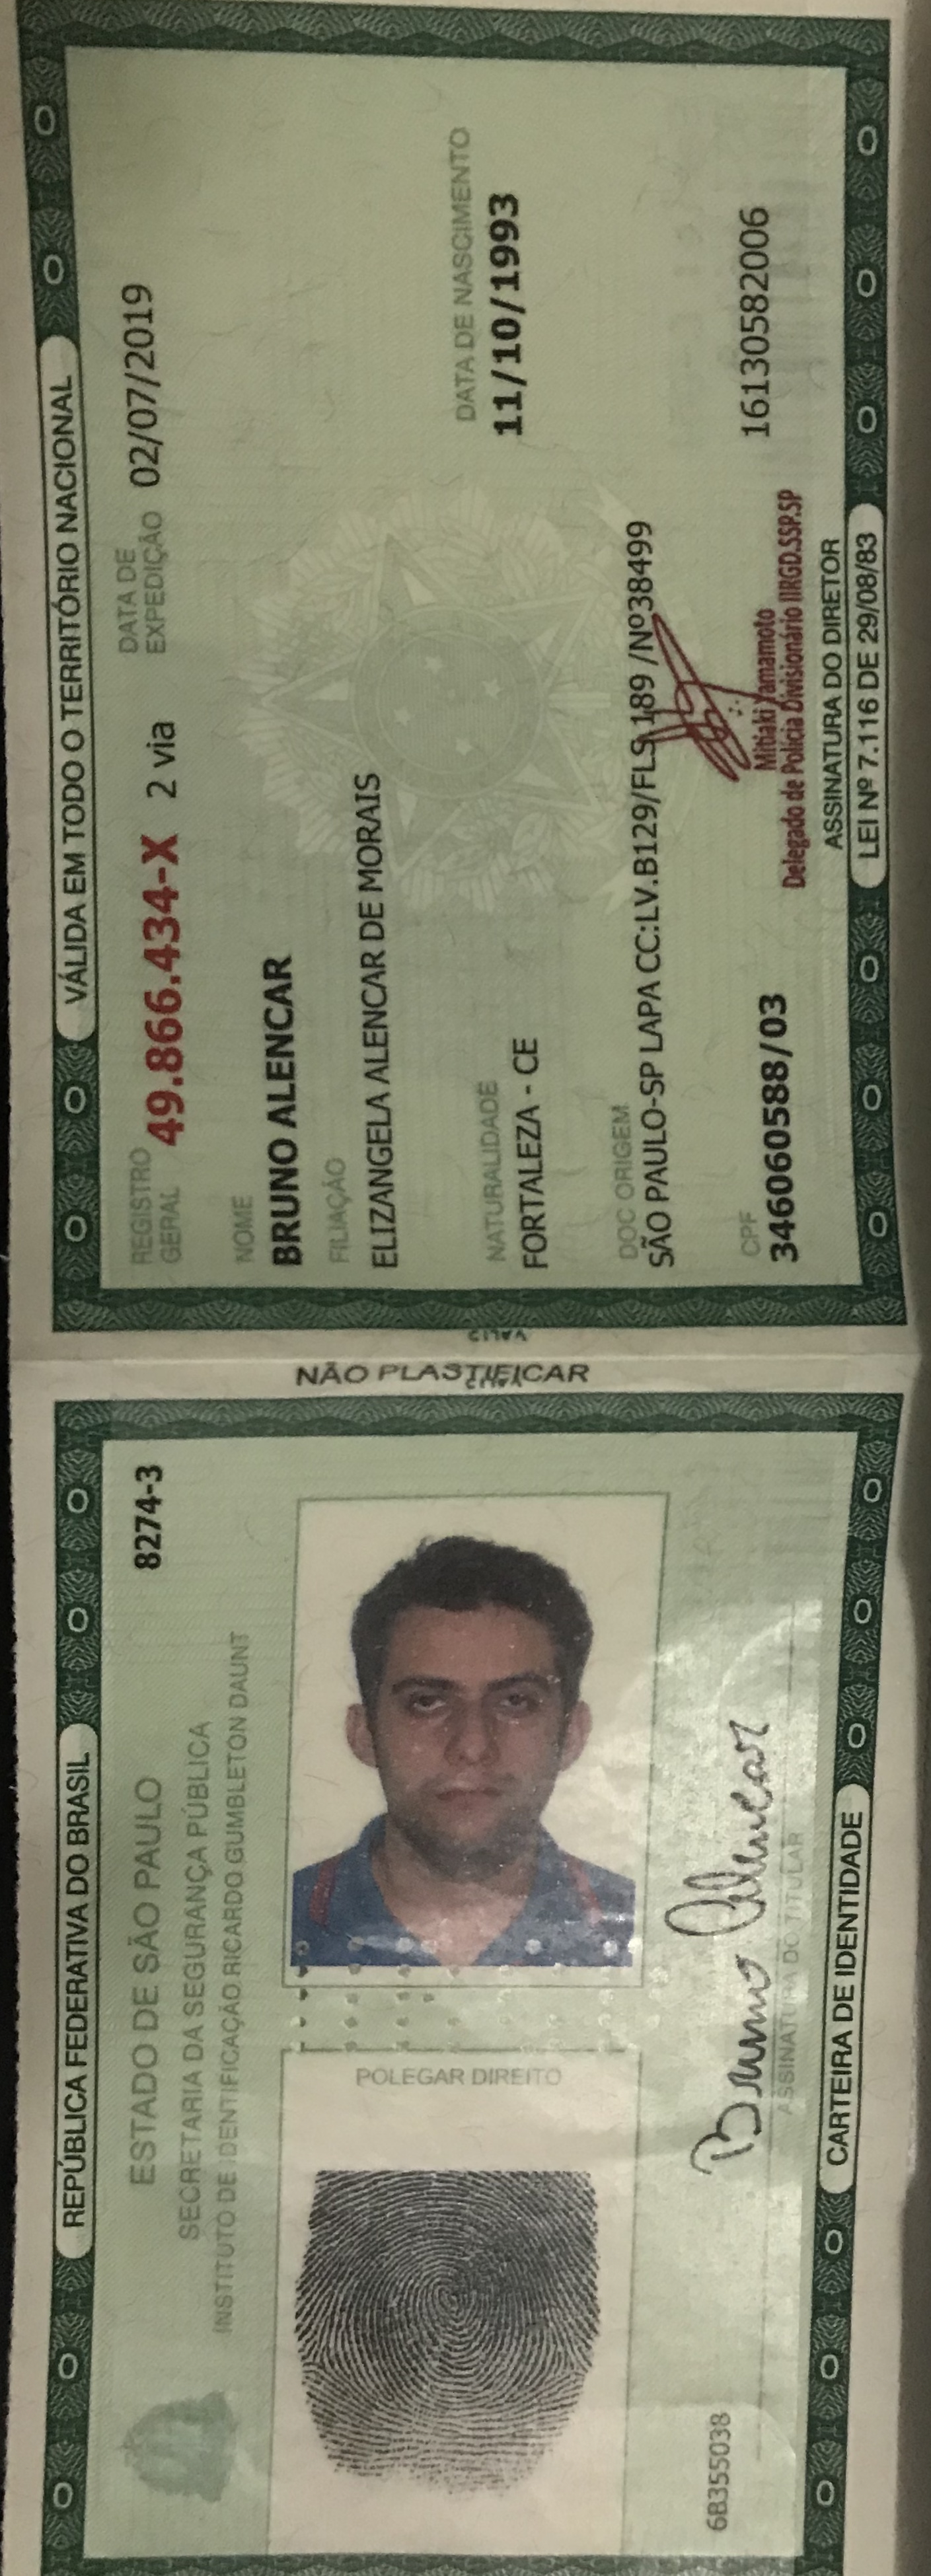 REPÚBLICA FEDERATIVA DO BRASIL
ESTADO DE SÃO PAULO
8274-3
SECRETARIA DA SEGURANÇA PÚBLICA
INSTITUTO DE IDENTIFICAÇÃO RICARDO GUMBLETON DAUNT
POLEGAR DIREITO
6B355038
Bruno Alencar
ASSINATURA DO TITULAR
CARTEIRA DE IDENTIDADE
NÃO PLASTIFICAR
VÁLIDA EM TODO O TERRITÓRIO NACIONAL
REGISTRO GERAL 49.866.434-X 2 via DATA DE EXPEDIÇÃO 02/07/2019
NOME
BRUNO ALENCAR
FILIAÇÃO
ELIZANGELA ALENCAR DE MORAIS
NATURALIDADE DATA DE NASCIMENTO
FORTALEZA - CE 11/10/1993
DOC ORIGEM
SÃO PAULO-SP LAPA CC:LV.B129/FLS.189 /Nº38499
CPF
346060588/03 16130582006
Mitiaki Yamamoto
Delegado de Polícia Divisionário IIRGD.SSP.SP
ASSINATURA DO DIRETOR
LEI Nº 7.116 DE 29/08/83